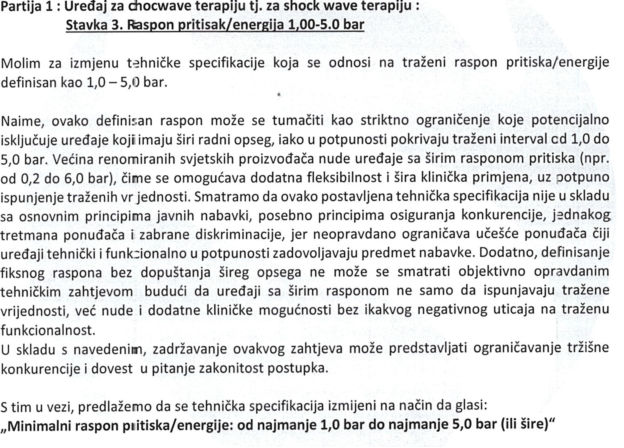 Partija 1 : Uređaj za chocwave terapiju tj. za shock wave terapiju :
Stavka 3. Raspon pritisak/energija 1,00-5.0 bar
Molim za izmjenu tehničke specifikacije koja se odnosi na traženi raspon pritiska/energije
definisan kao 1,0 – 5,0 bar.
Naime, ovako definisan raspon može se tumačiti kao striktno ograničenje koje potencijalno
isključuje uređaje koji imaju širi radni opseg, iako u potpunosti pokrivaju traženi interval od 1,0 do
5,0 bar. Većina renomiranih svjetskih proizvođača nude uređaje sa širim rasponom pritiska (npr.
od 0,2 do 6,0 bar), čime se omogućava dodatna fleksibilnost i šira klinička primjena, uz potpuno
ispunjenje traženih vrijednosti. Smatramo da ovako postavljena tehnička specifikacija nije u skladu
sa osnovnim principima javnih nabavki, posebno principima osiguranja konkurencije, jednakog
tretmana ponuđača i zabrane diskriminacije, jer neopravdano ograničava učešće ponuđača čiji
uređaji tehnički i funkcionalno u potpunosti zadovoljavaju predmet nabavke. Dodatno, definisanje
fiksnog raspona bez dopuštanja šireg opsega ne može se smatrati objektivno opravdanim
tehničkim zahtjevom budući da uređaji sa širim rasponom ne samo da ispunjavaju tražene
vrijednosti, već nude i dodatne kliničke mogućnosti bez ikakvog negativnog uticaja na traženu
funkcionalnost.
U skladu s navedenim, zadržavanje ovakvog zahtjeva može predstavljati ograničavanje tržišne
konkurencije i dovest u pitanje zakonitost postupka.
S tim u vezi, predlažemo da se tehnička specifikacija izmijeni na način da glasi:
„Minimalni raspon pritiska/energije: od najmanje 1,0 bar do najmanje 5,0 bar (ili šire)“